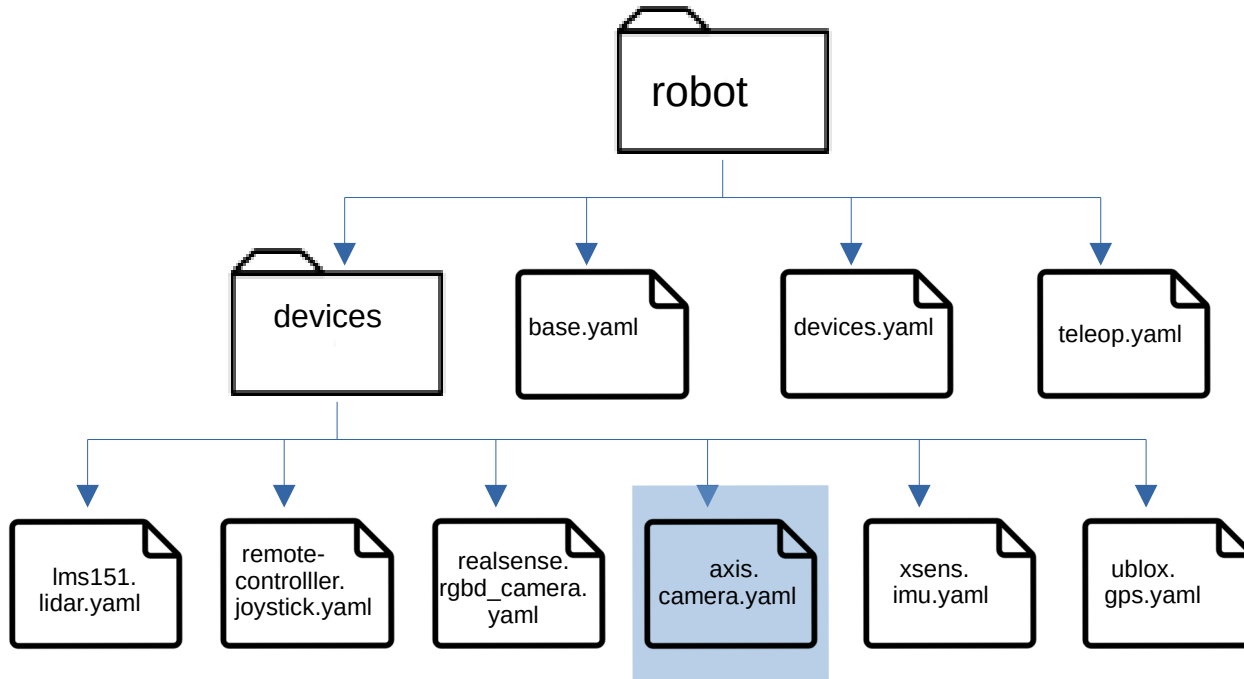 robot
devices
base.yaml
devices.yaml
teleop.yaml
lms151.
lidar.yaml
remote-
controlller.
joystick.yaml
realsense.
rgbd_camera.
yaml
axis.
camera.yaml
xsens.
imu.yaml
ublox.
gps.yaml